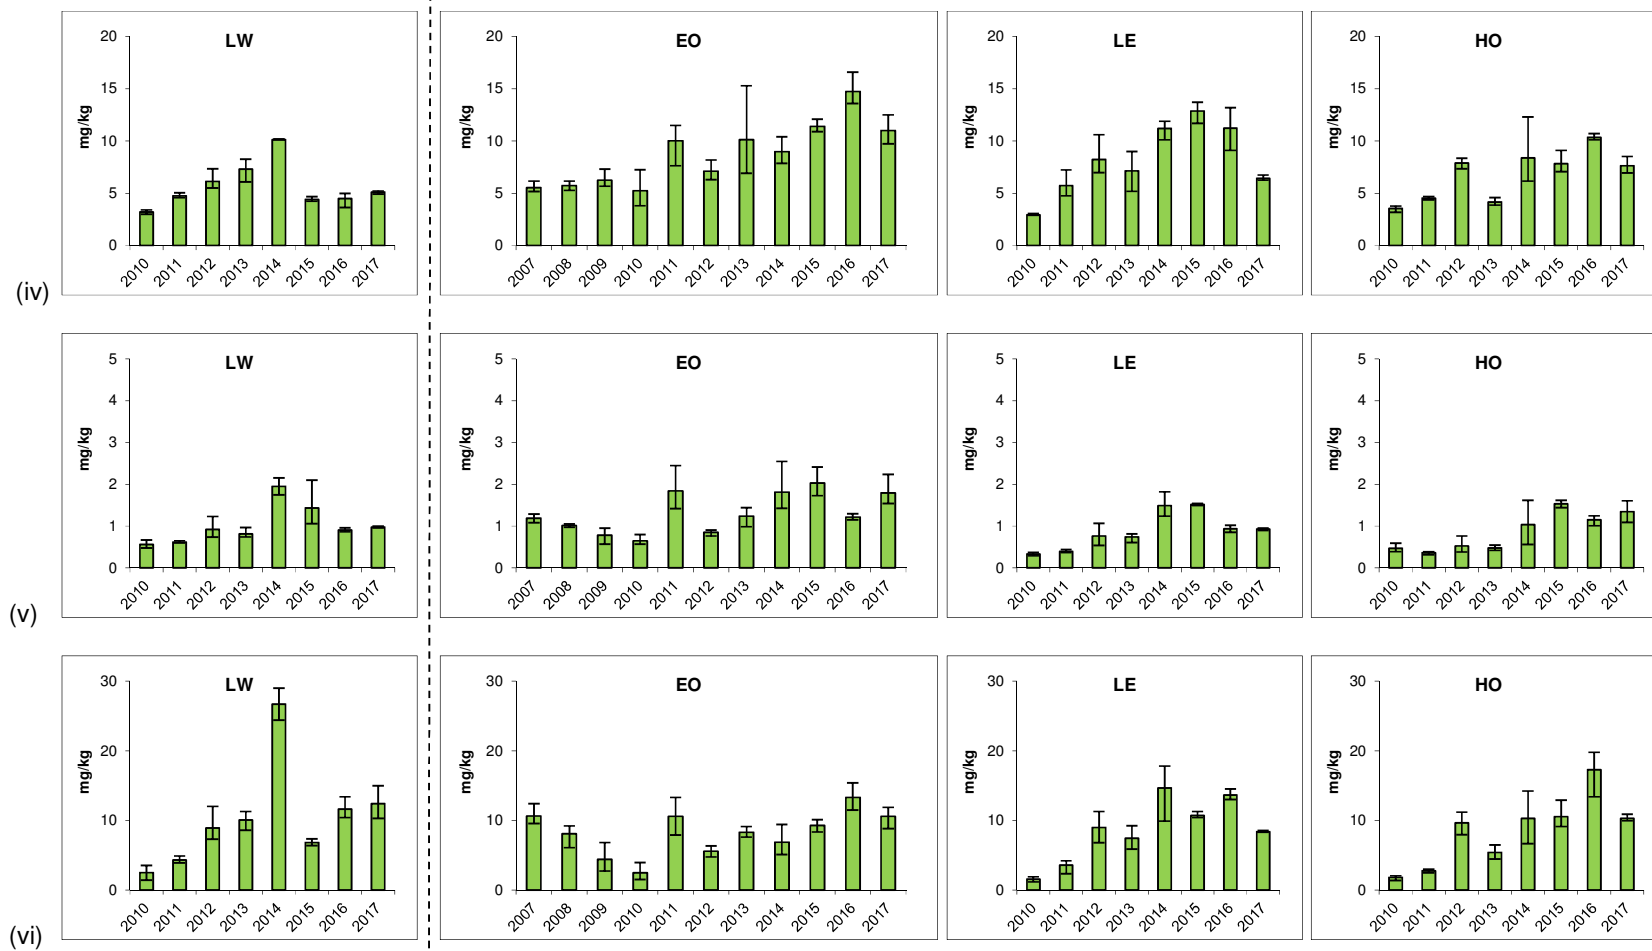 LW
EO
LE
HO
20 20 20 20
15 15 15 15
mg/kg mg/kg mg/kg mg/kg
10 10 10 10
5 5 5 5
0 0 0 0
2010 2011 2012 2013 2014 2015 2016 2017
2007 2008 2009 2010 2011 2012 2013 2014 2015 2016 2017
2010 2011 2012 2013 2014 2015 2016 2017
2010 2011 2012 2013 2014 2015 2016 2017
(iv)
LW
EO
LE
HO
5 5 5 5
4 4 4 4
3 3 3 3
mg/kg mg/kg mg/kg mg/kg
2 2 2 2
1 1 1 1
0 0 0 0
2010 2011 2012 2013 2014 2015 2016 2017
2007 2008 2009 2010 2011 2012 2013 2014 2015 2016 2017
2010 2011 2012 2013 2014 2015 2016 2017
2010 2011 2012 2013 2014 2015 2016 2017
(v)
LW
EO
LE
HO
30 30 30 30
20 20 20 20
mg/kg mg/kg mg/kg mg/kg
10 10 10 10
0 0 0 0
2010 2011 2012 2013 2014 2015 2016 2017
2007 2008 2009 2010 2011 2012 2013 2014 2015 2016 2017
2010 2011 2012 2013 2014 2015 2016 2017
2010 2011 2012 2013 2014 2015 2016 2017
(vi)